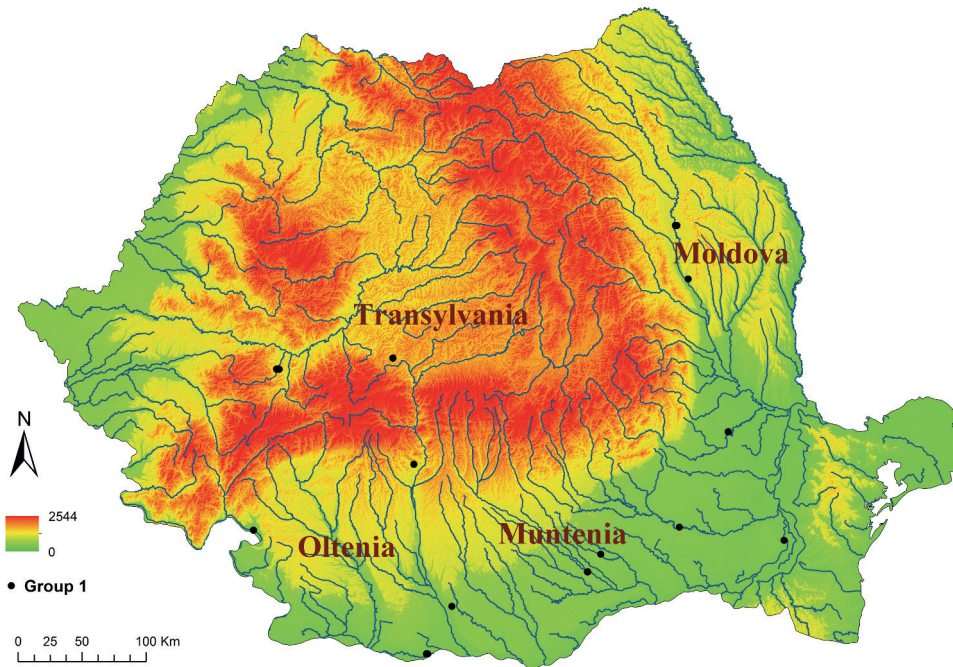 Moldova
Transylvania
N
2544
0
Oltenia
Muntenia
Group 1
0 25 50 100 Km